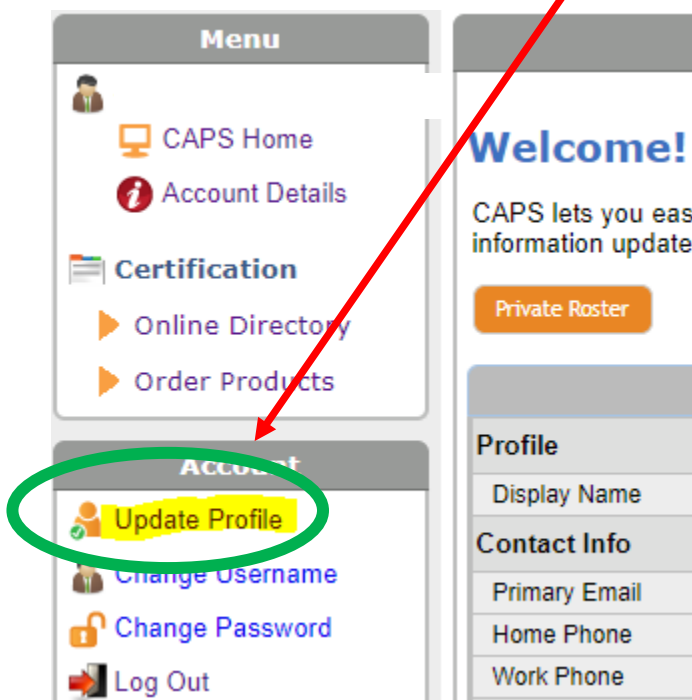 Menu
CAPS Home
Account Details
Certification
Online Directory
Order Products
Account
Update Profile
Change Username
Change Password
Log Out
Welcome!
CAPS lets you eas
information update
Private Roster
Profile
Display Name
Contact Info
Primary Email
Home Phone
Work Phone